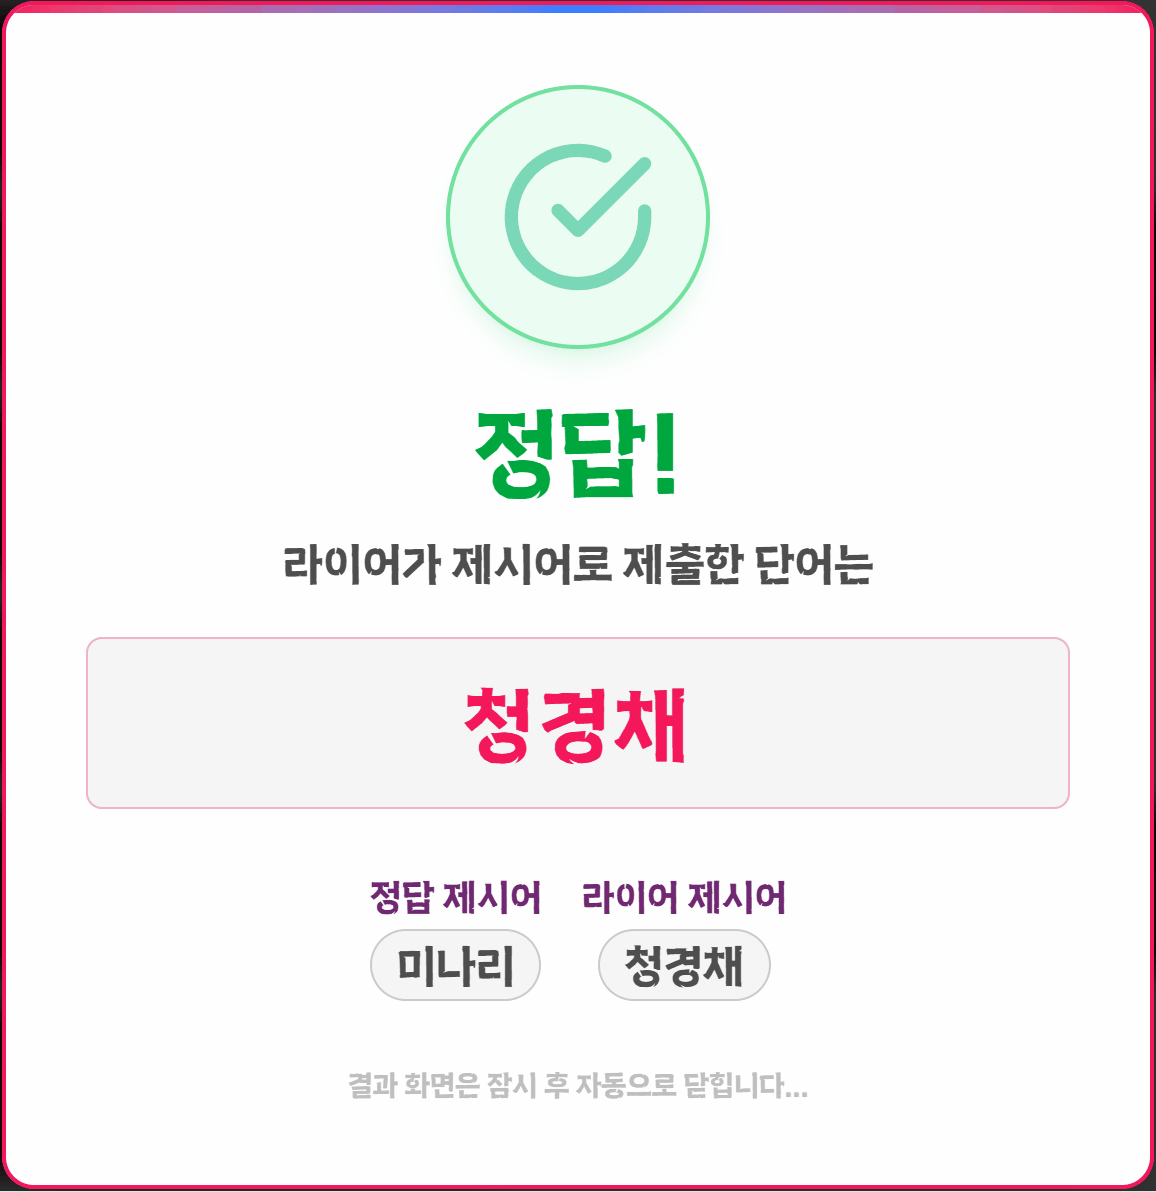 정답!
라이어가 제시어로 제출한 단어는
청경채
정답 제시어 라이어 제시어
미나리 청경채
결과 화면은 잠시 후 자동으로 닫힙니다...